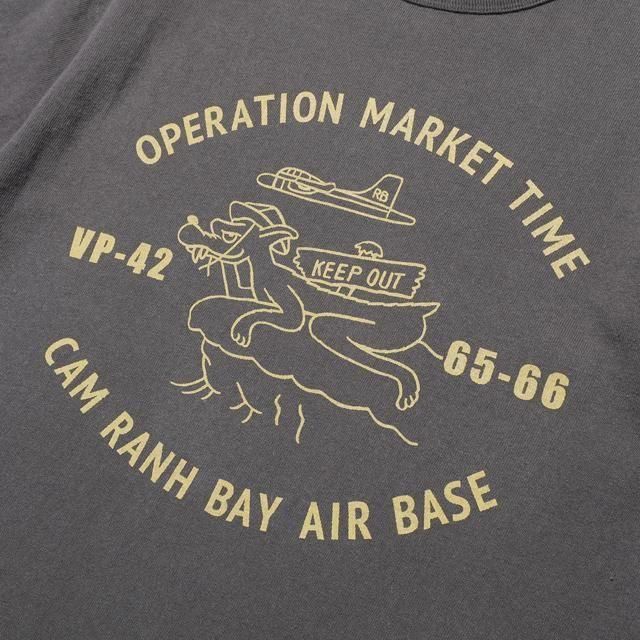 OPERATION MARKET TIME
RB
VP-42
KEEP OUT
65-66
CAM RANH BAY AIR BASE